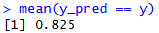 > mean(y_pred == y)
[1] 0.825